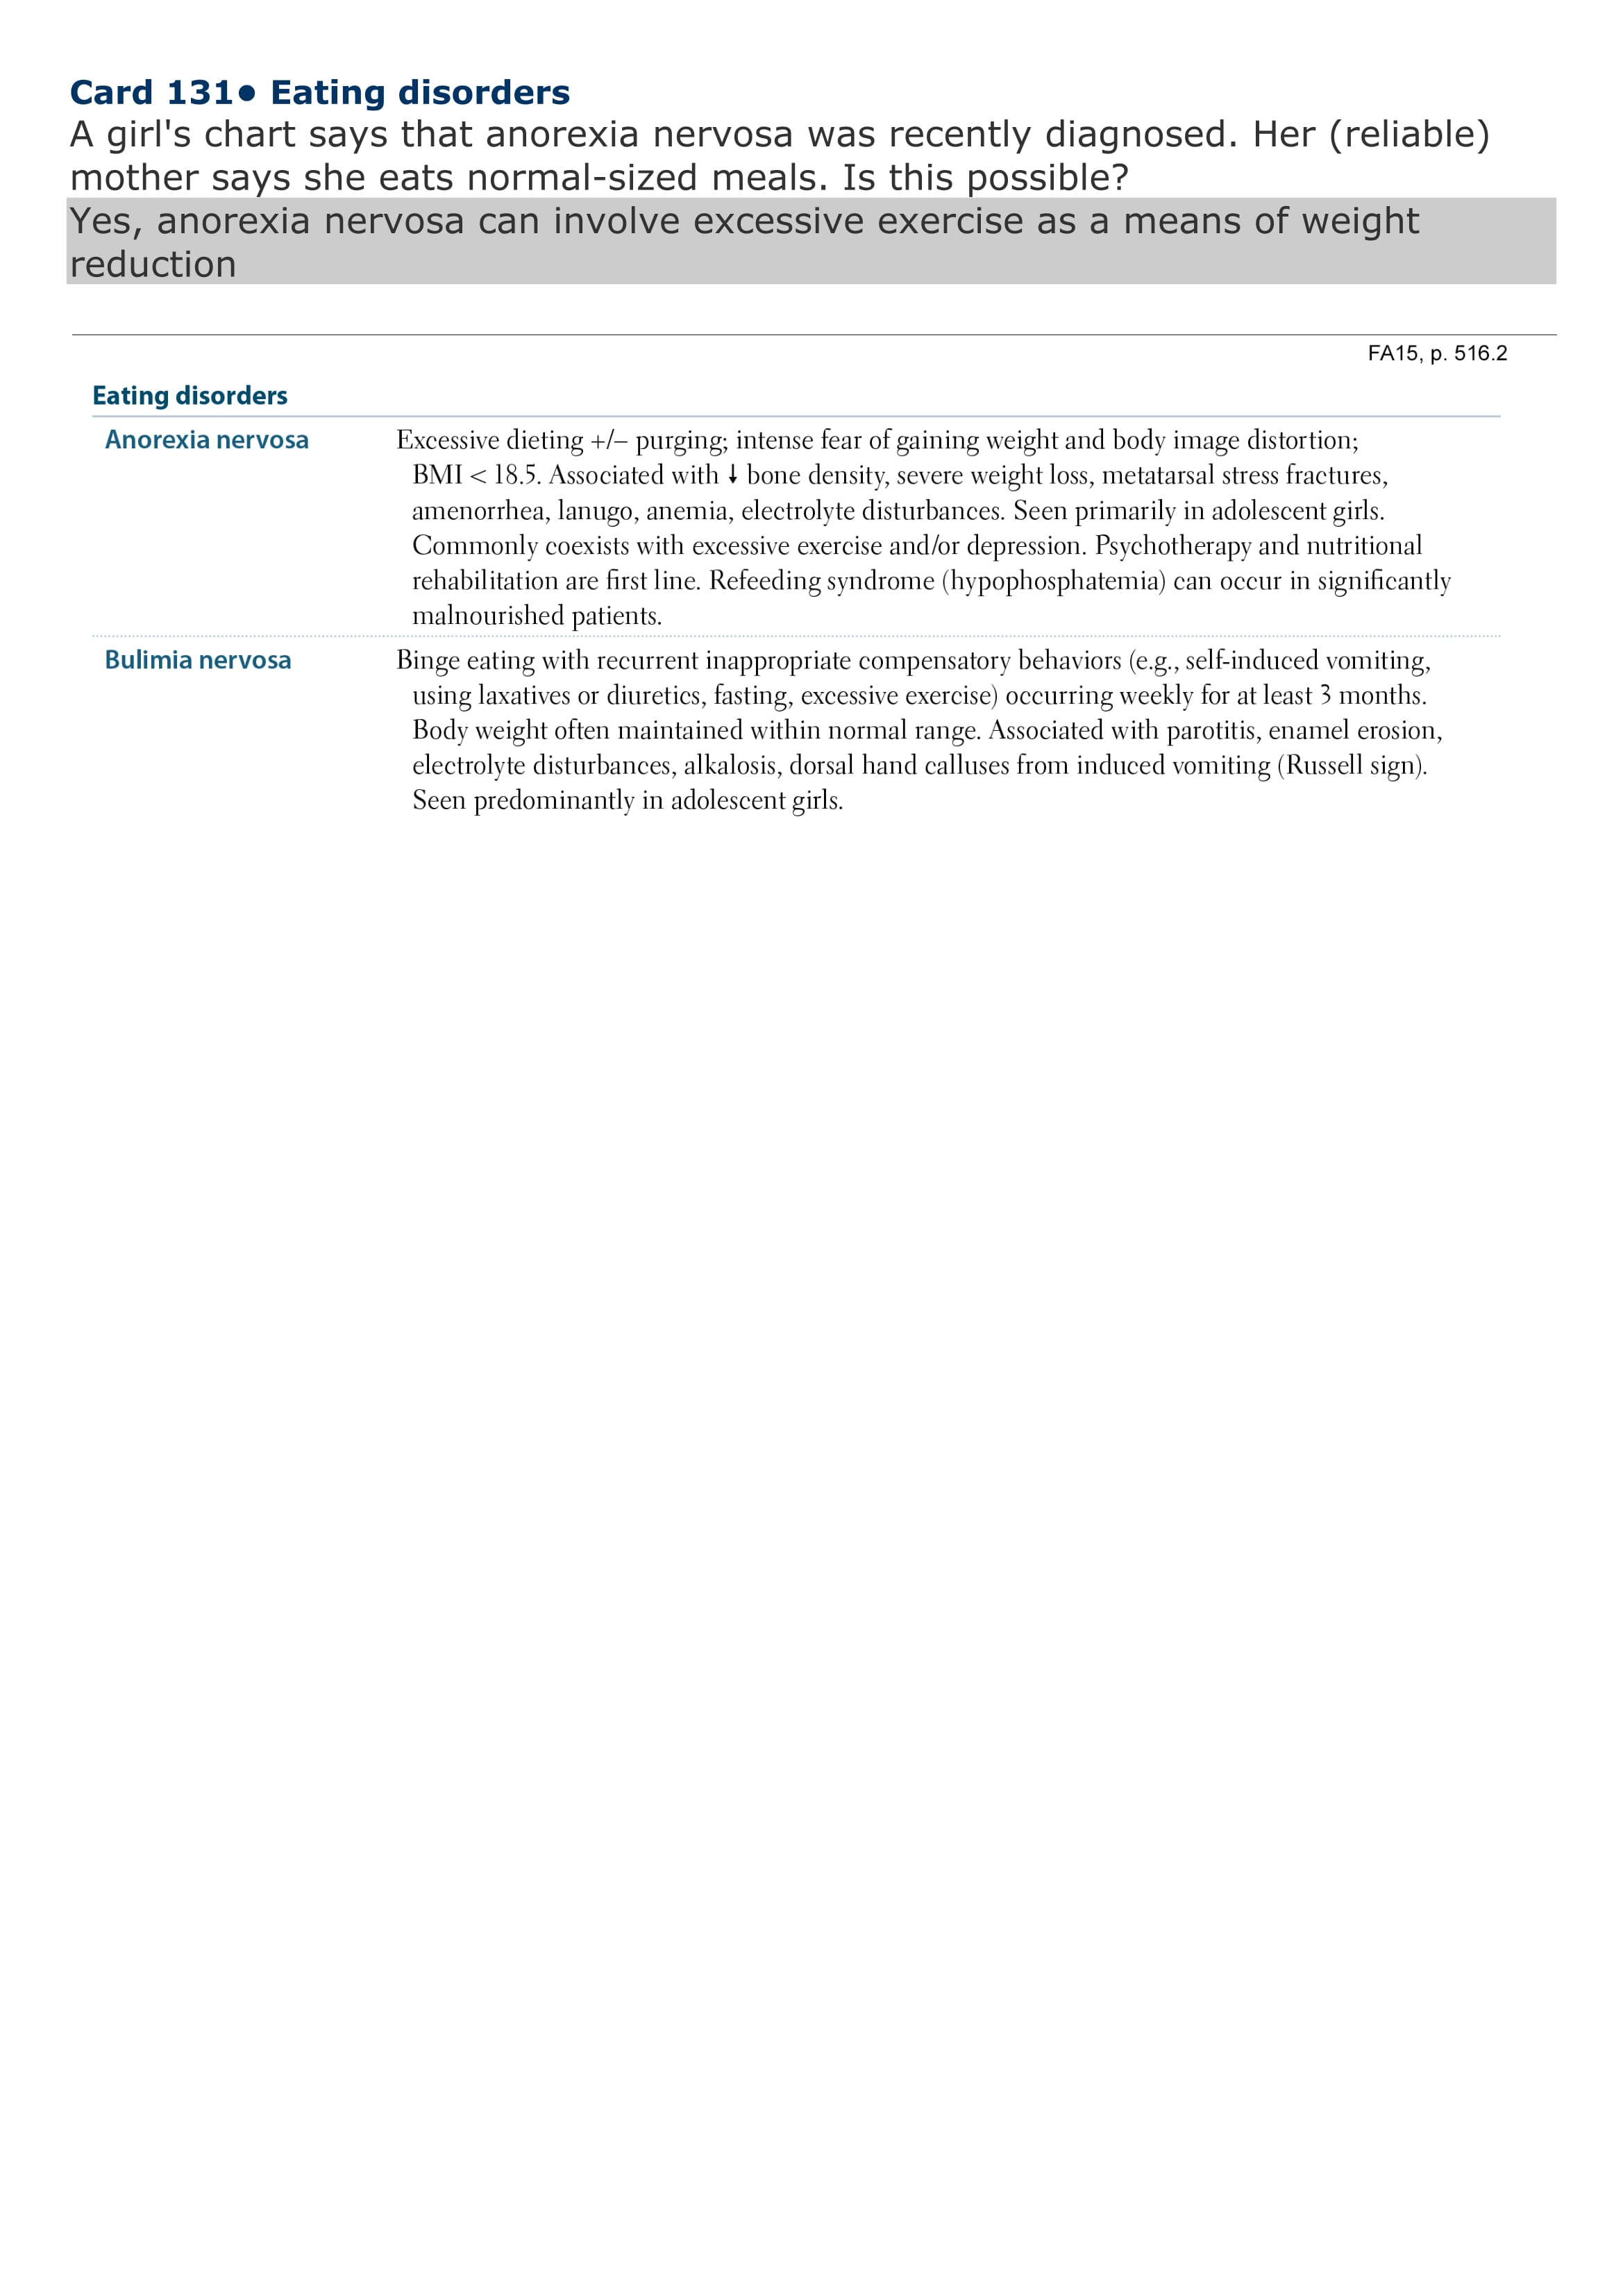 Card 131• Eating disorders
A girl's chart says that anorexia nervosa was recently diagnosed. Her (reliable)
mother says she eats normal-sized meals. Is this possible?
Yes, anorexia nervosa can involve excessive exercise as a means of weight
reduction
FA15, p. 516.2
Eating disorders
Anorexia nervosa
Excessive dieting +/– purging; intense fear of gaining weight and body image distortion;
BMI < 18.5. Associated with ↓ bone density, severe weight loss, metatarsal stress fractures,
amenorrhea, lanugo, anemia, electrolyte disturbances. Seen primarily in adolescent girls.
Commonly coexists with excessive exercise and/or depression. Psychotherapy and nutritional
rehabilitation are first line. Refeeding syndrome (hypophosphatemia) can occur in significantly
malnourished patients.
Bulimia nervosa
Binge eating with recurrent inappropriate compensatory behaviors (e.g., self-induced vomiting,
using laxatives or diuretics, fasting, excessive exercise) occurring weekly for at least 3 months.
Body weight often maintained within normal range. Associated with parotitis, enamel erosion,
electrolyte disturbances, alkalosis, dorsal hand calluses from induced vomiting (Russell sign).
Seen predominantly in adolescent girls.